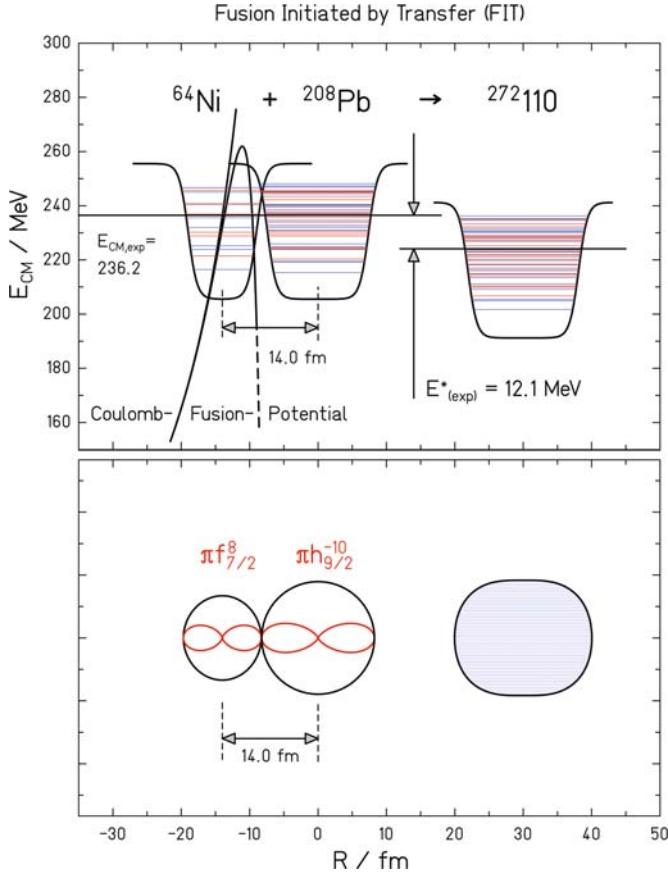 Fusion Initiated by Transfer (FIT)
300
280
260
240
220
200
180
160
E_CM / MeV
⁶⁴Ni + ²⁰⁸Pb → ²⁷²110
E_CM,exp=
236.2
14.0 fm
E*(exp) = 12.1 MeV
Coulomb- Fusion- Potential
πf⁸₇/₂ πh⁻¹⁰₉/₂
14.0 fm
-30 -20 -10 0 10 20 30 40 50
R / fm